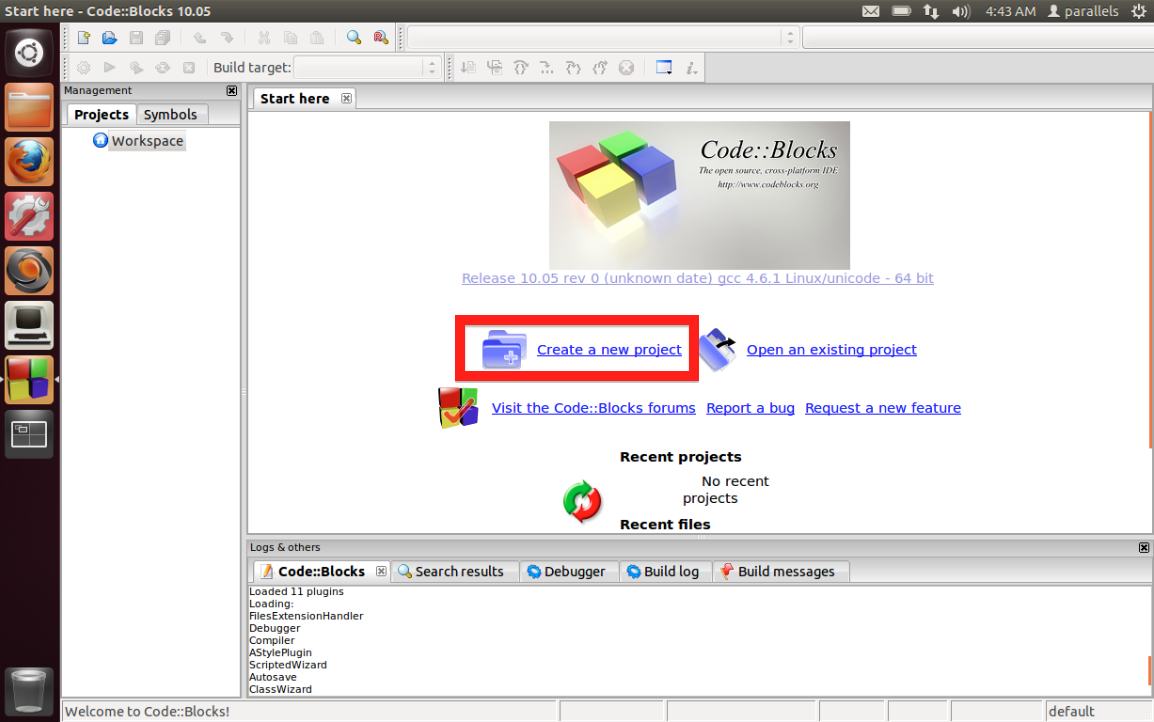 Start here - Code::Blocks 10.05
4:43 AM parallels
Build target:
Management
Projects Symbols
Workspace
Start here
Code::Blocks
The open source, cross-platform IDE
http://www.codeblocks.org
Release 10.05 rev 0 (unknown date) gcc 4.6.1 Linux/unicode - 64 bit
Create a new project Open an existing project
Visit the Code::Blocks forums Report a bug Request a new feature
Recent projects
No recent
projects
Recent files
Logs & others
Code::Blocks Search results Debugger Build log Build messages
Loaded 11 plugins
Loading:
FilesExtensionHandler
Debugger
Compiler
AStylePlugin
ScriptedWizard
Autosave
ClassWizard
Welcome to Code::Blocks! default